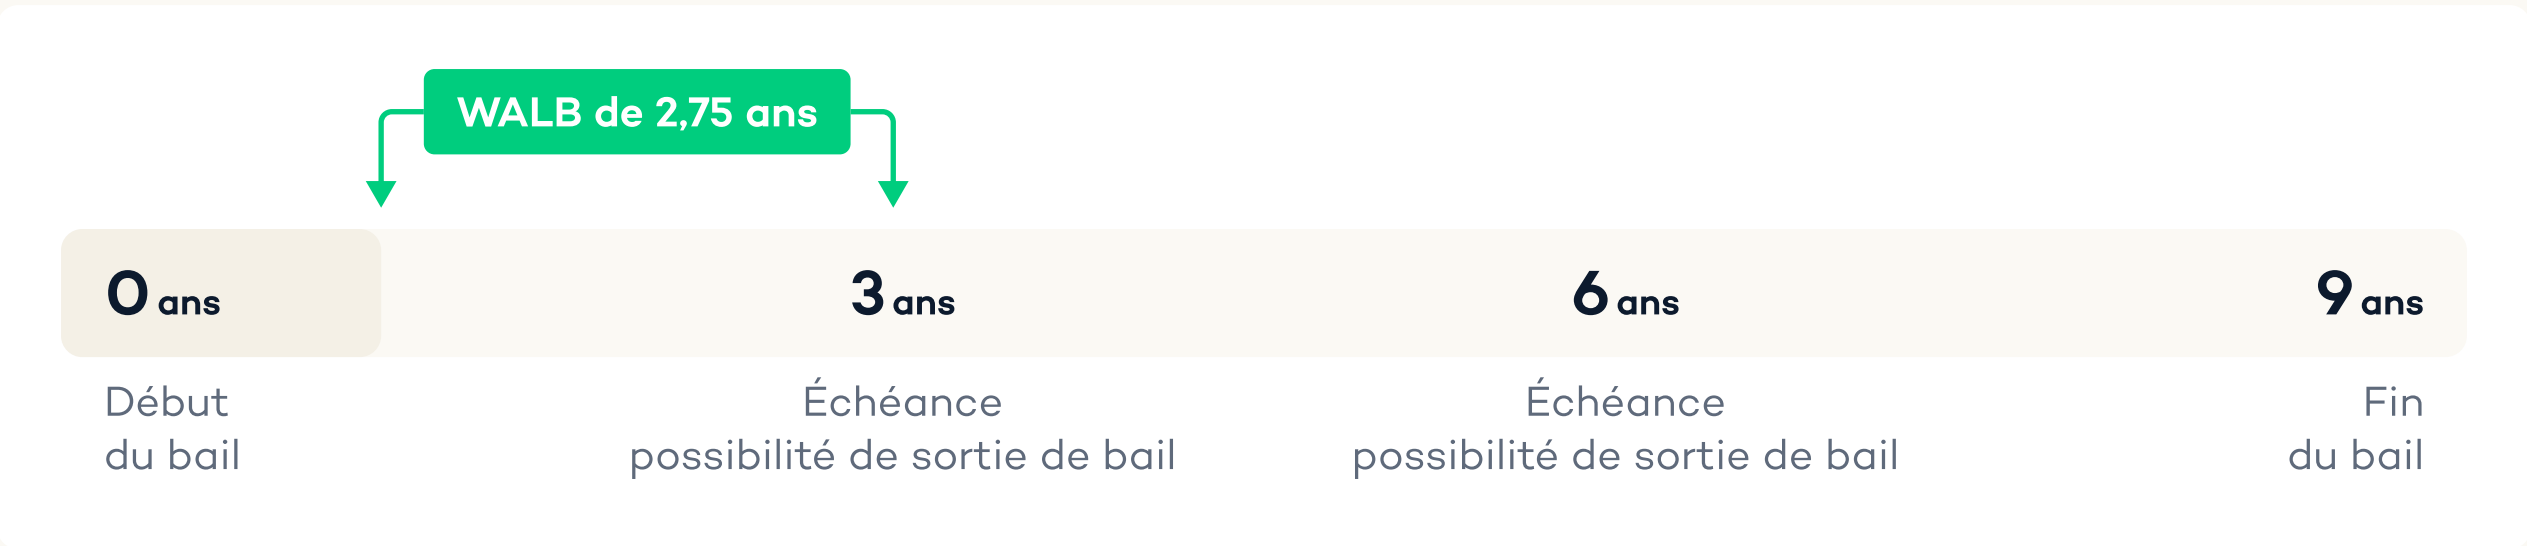 WALB de 2,75 ans
0 ans
3 ans
6 ans
9 ans
Début
du bail
Échéance
possibilité de sortie de bail
Échéance
possibilité de sortie de bail
Fin
du bail